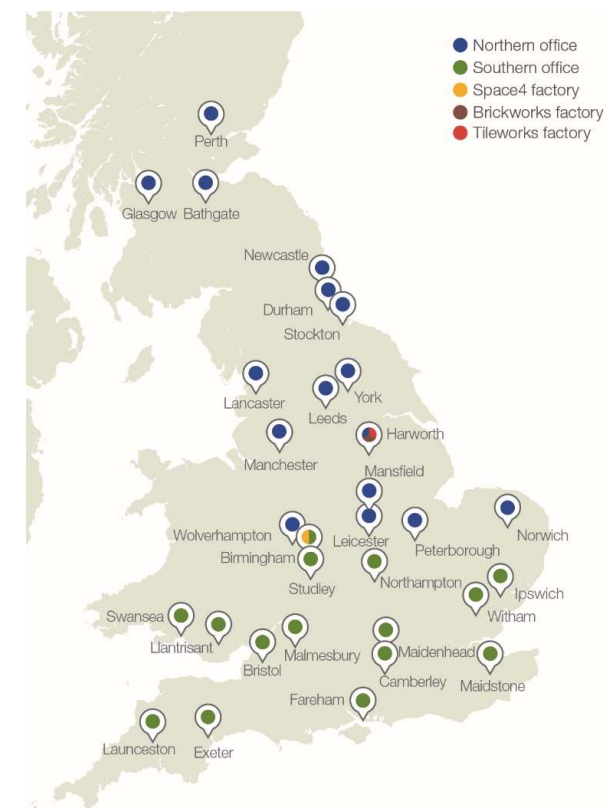 Northern office
Southern office
Space4 factory
Brickworks factory
Tileworks factory
Perth
Glasgow
Bathgate
Newcastle
Durham
Stockton
Lancaster
York
Leeds
Harworth
Manchester
Mansfield
Wolverhampton
Leicester
Norwich
Peterborough
Birmingham
Studley
Northampton
Ipswich
Witham
Swansea
Llantrisant
Malmesbury
Maidenhead
Bristol
Camberley
Maidstone
Fareham
Launceston
Exeter